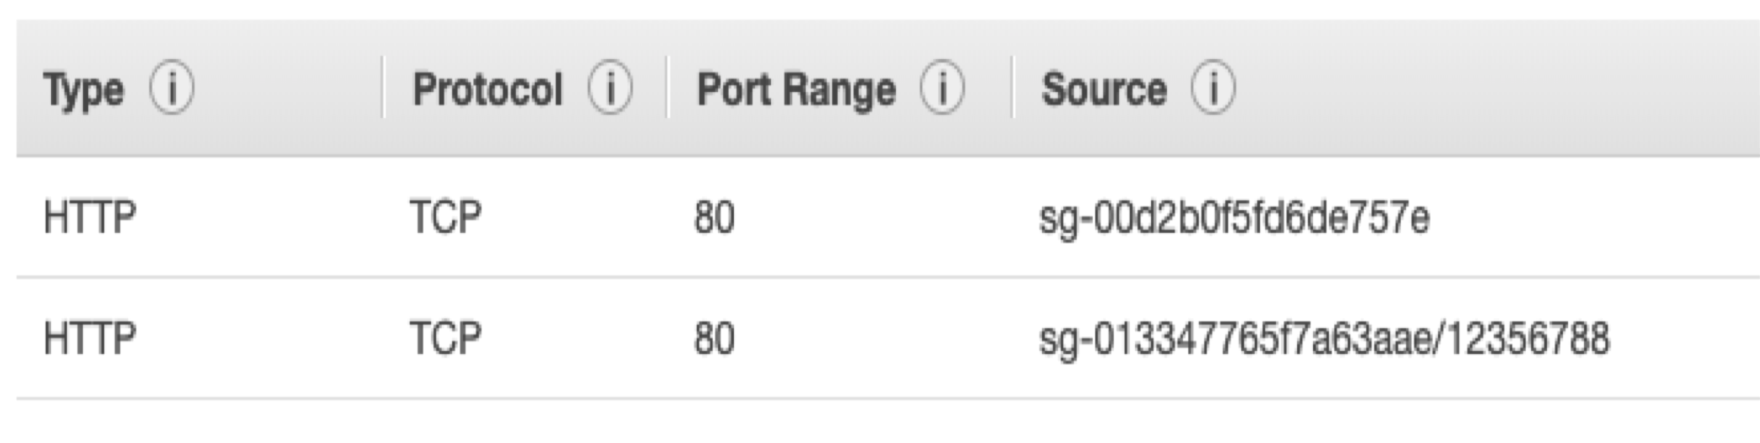 Type Protocol Port Range Source
HTTP TCP 80 sg-00d2b0f5fd6de757e
HTTP TCP 80 sg-013347765f7a63aae/12356788